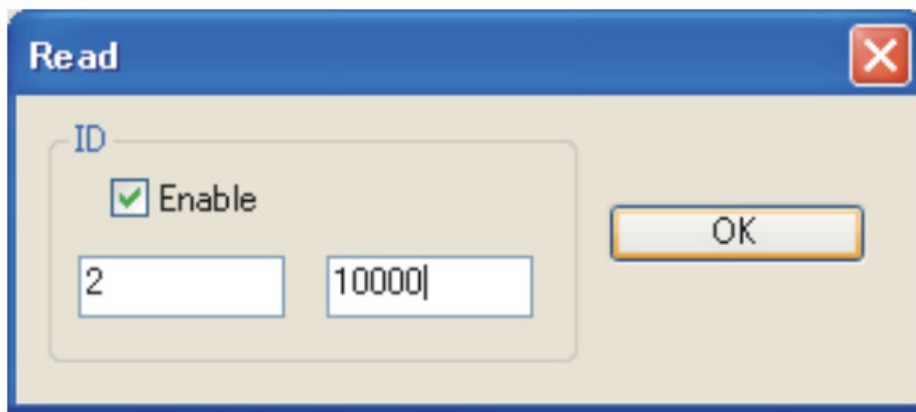 Read
ID
Enable
OK
2 10000